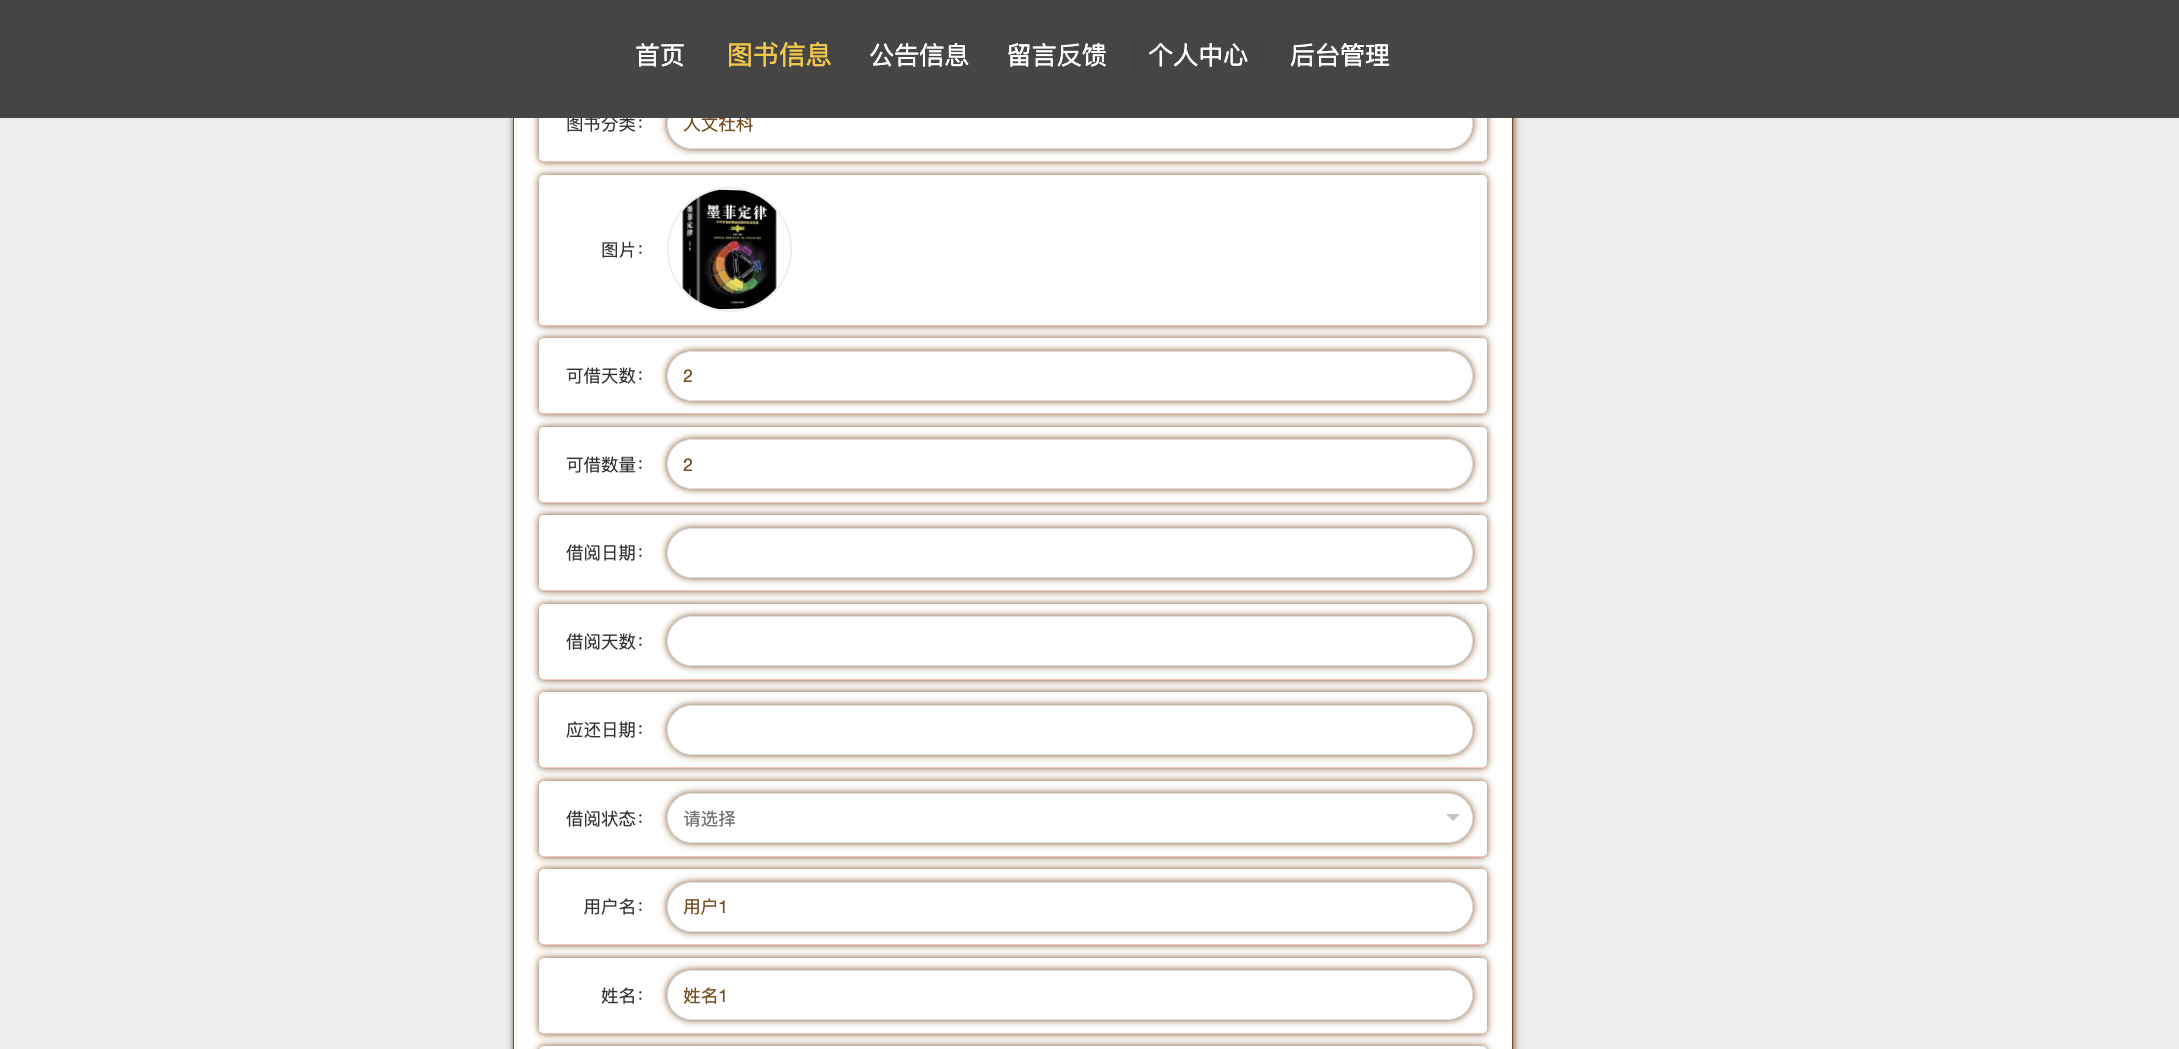 首页 图书信息 公告信息 留言反馈 个人中心 后台管理
图书分类： 人文社科
图片：
墨菲定律
墨菲定律
可借天数： 2
可借数量： 2
借阅日期：
借阅天数：
应还日期：
借阅状态： 请选择
用户名： 用户1
姓名： 姓名1